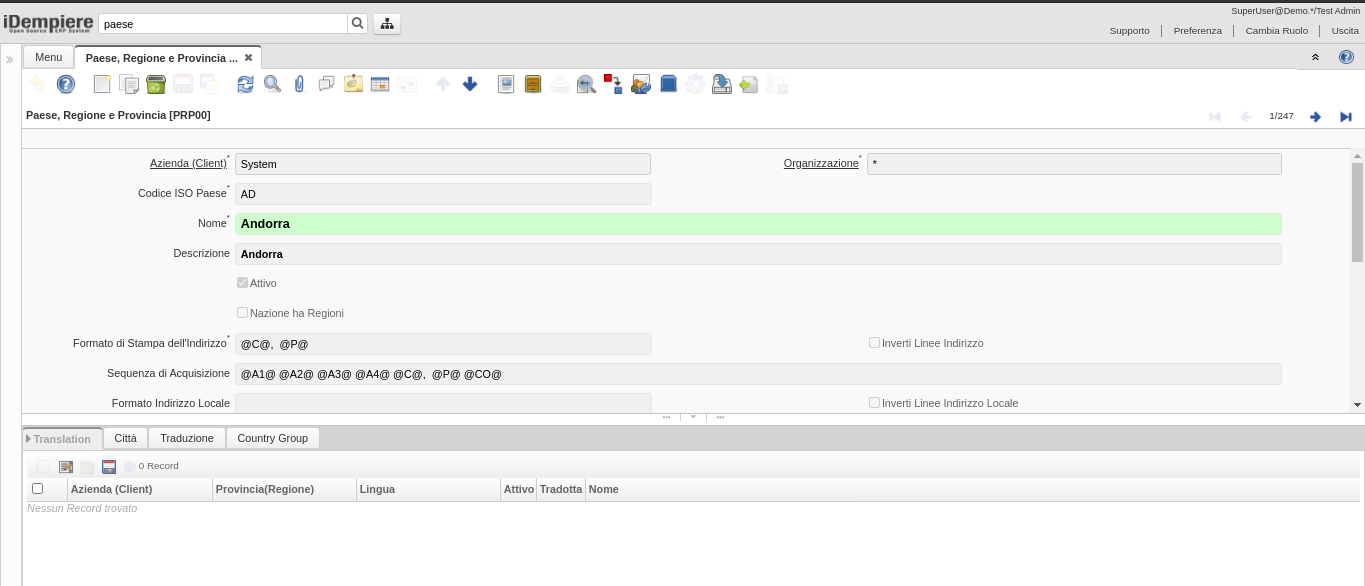 SuperUser@Demo.*/Test Admin
iDempiere
Open Source ERP System
paese
Supporto
Preferenza
Cambia Ruolo
Uscita
»
Menu
Paese, Regione e Provincia ...
Paese, Regione e Provincia [PRP00]
1/247
Azienda (Client)*
System
Organizzazione*
*
Codice ISO Paese*
AD
Nome*
Andorra
Descrizione
Andorra
Attivo
Nazione ha Regioni
Formato di Stampa dell'Indirizzo*
@C@,  @P@
Inverti Linee Indirizzo
Sequenza di Acquisizione
@A1@ @A2@ @A3@ @A4@ @C@,  @P@ @CO@
Formato Indirizzo Locale
Inverti Linee Indirizzo Locale
Translation
Città
Traduzione
Country Group
0 Record
Azienda (Client)
Provincia(Regione)
Lingua
Attivo
Tradotta
Nome
Nessun Record trovato